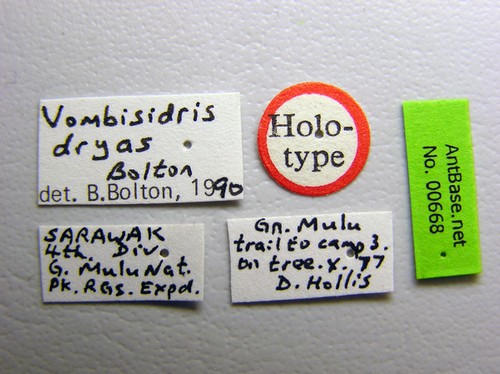 Vombisidris
dryas
Bolton
det. B.Bolton, 1990
Holo-
type
SARAWAK
4th. Div.
G. Mulu Nat.
Pk. RGS. Expd.
Gn. Mulu
trail to camp 3.
on tree. X. 77
D. Hollis
AntBase.net
No. 00668